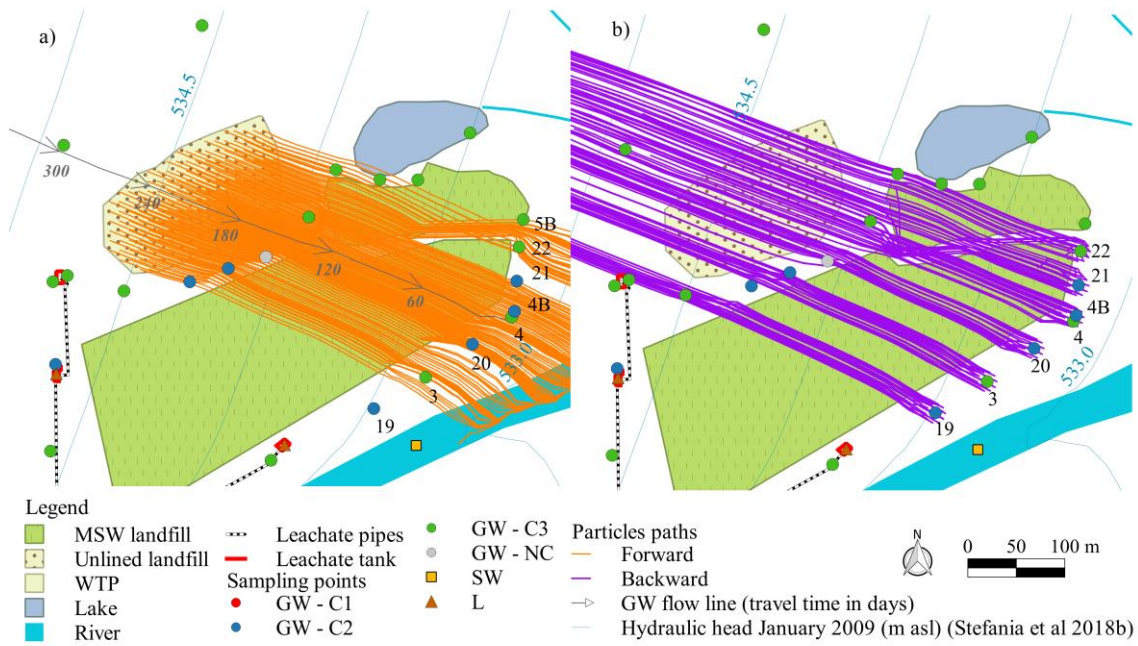 a)
534.5
300
240
180
120
60
5B
22
21
4B
4
20
533.0
3
19
b)
534.5
22
21
4B
4
20
533.0
3
19
Legend
MSW landfill
Unlined landfill
WTP
Lake
River
Leachate pipes
Leachate tank
Sampling points
GW - C1
GW - C2
GW - C3
GW - NC
SW
L
Particles paths
Forward
Backward
GW flow line (travel time in days)
Hydraulic head January 2009 (m asl) (Stefania et al 2018b)
N
0 50 100 m